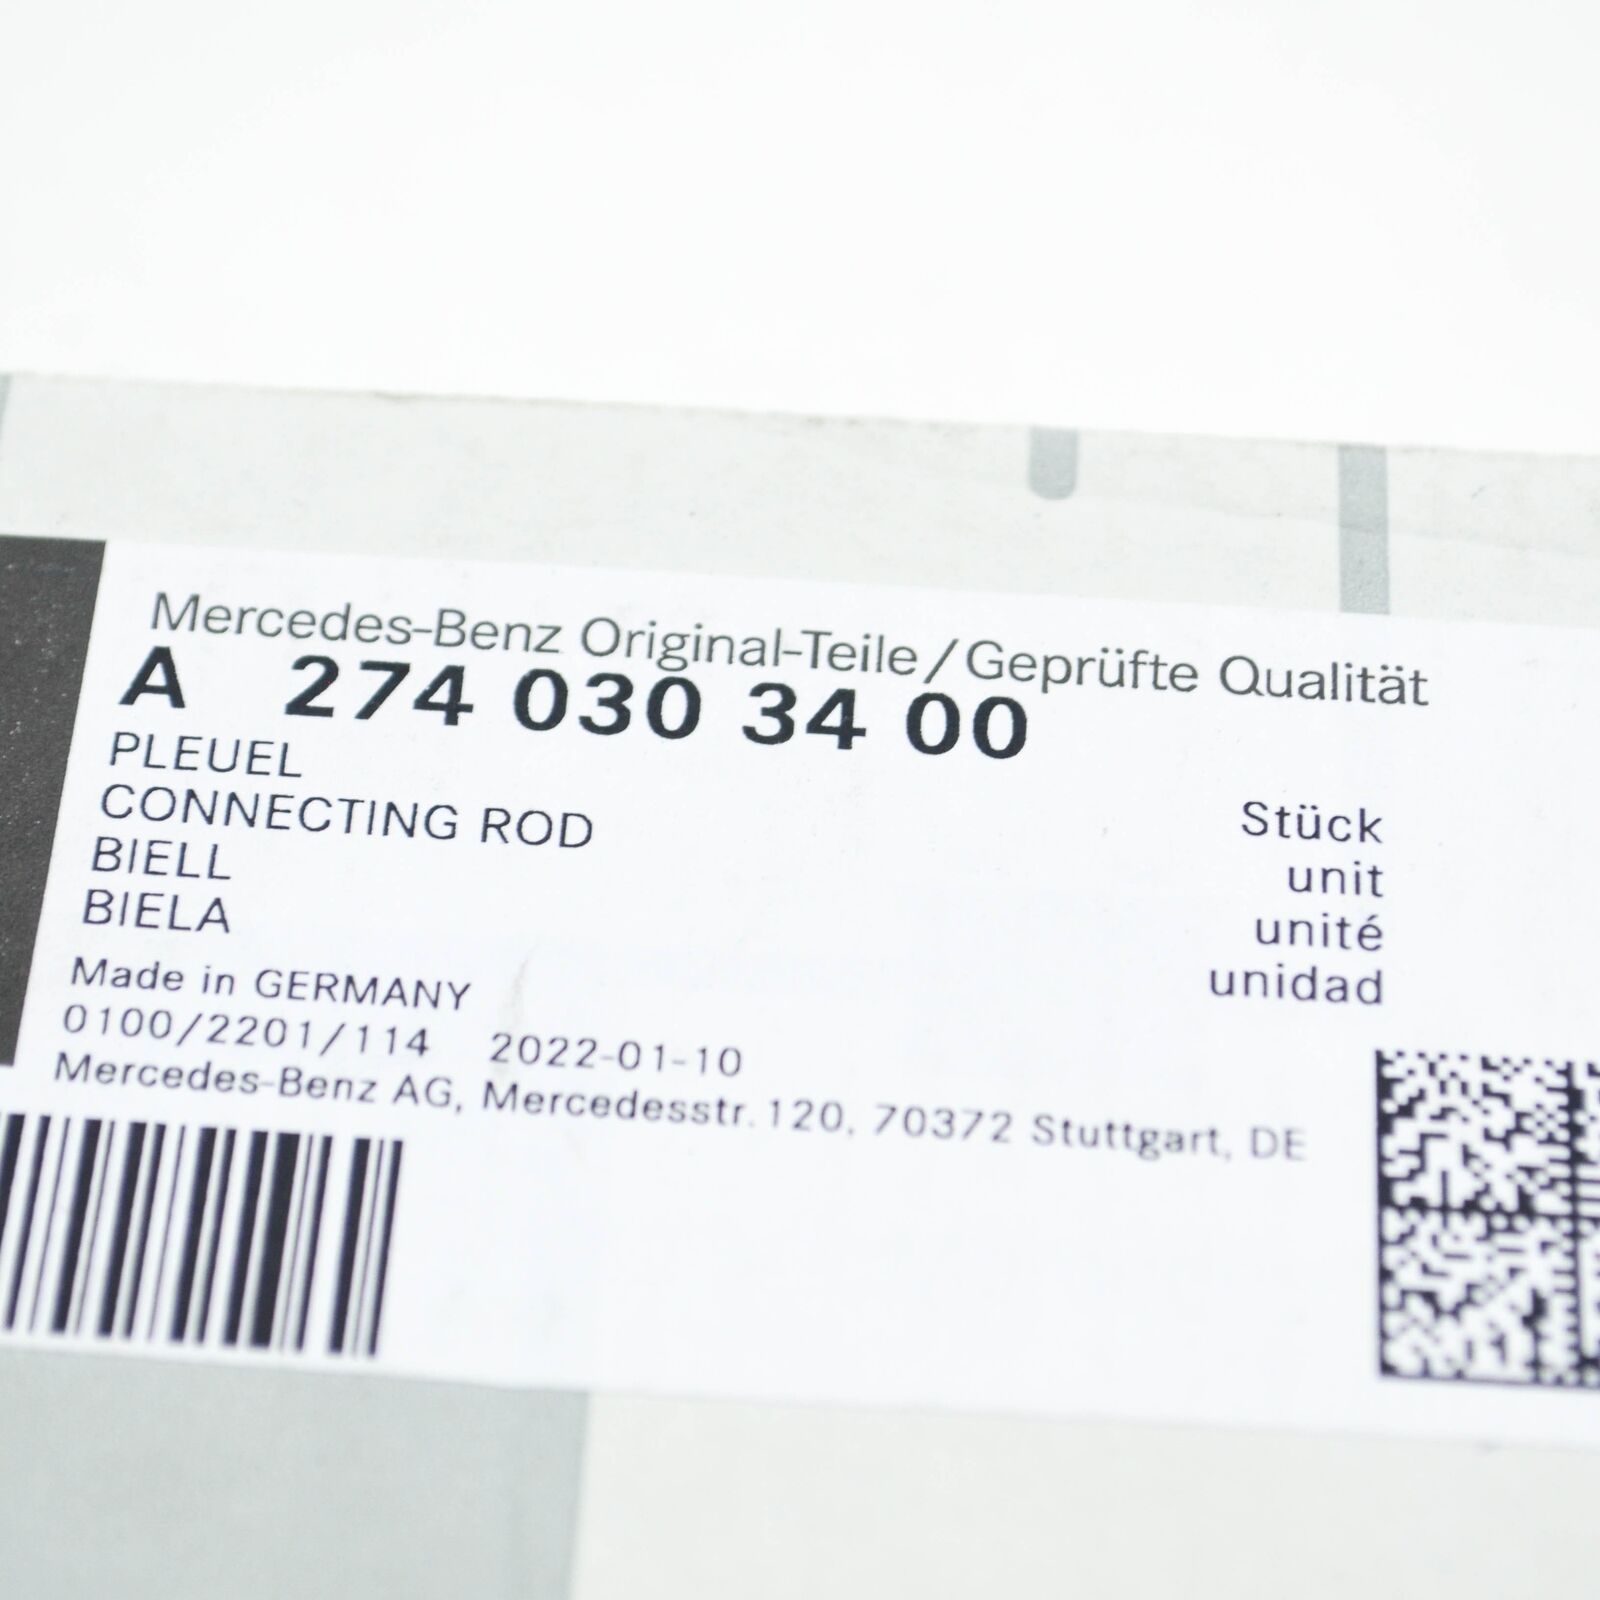 Mercedes-Benz Original-Teile/Geprüfte Qualität
A 274 030 34 00
PLEUEL
CONNECTING ROD
BIELL
BIELA
Stück
unit
unité
unidad
Made in GERMANY
0100/2201/114 2022-01-10
Mercedes-Benz AG, Mercedesstr.120, 70372 Stuttgart, DE